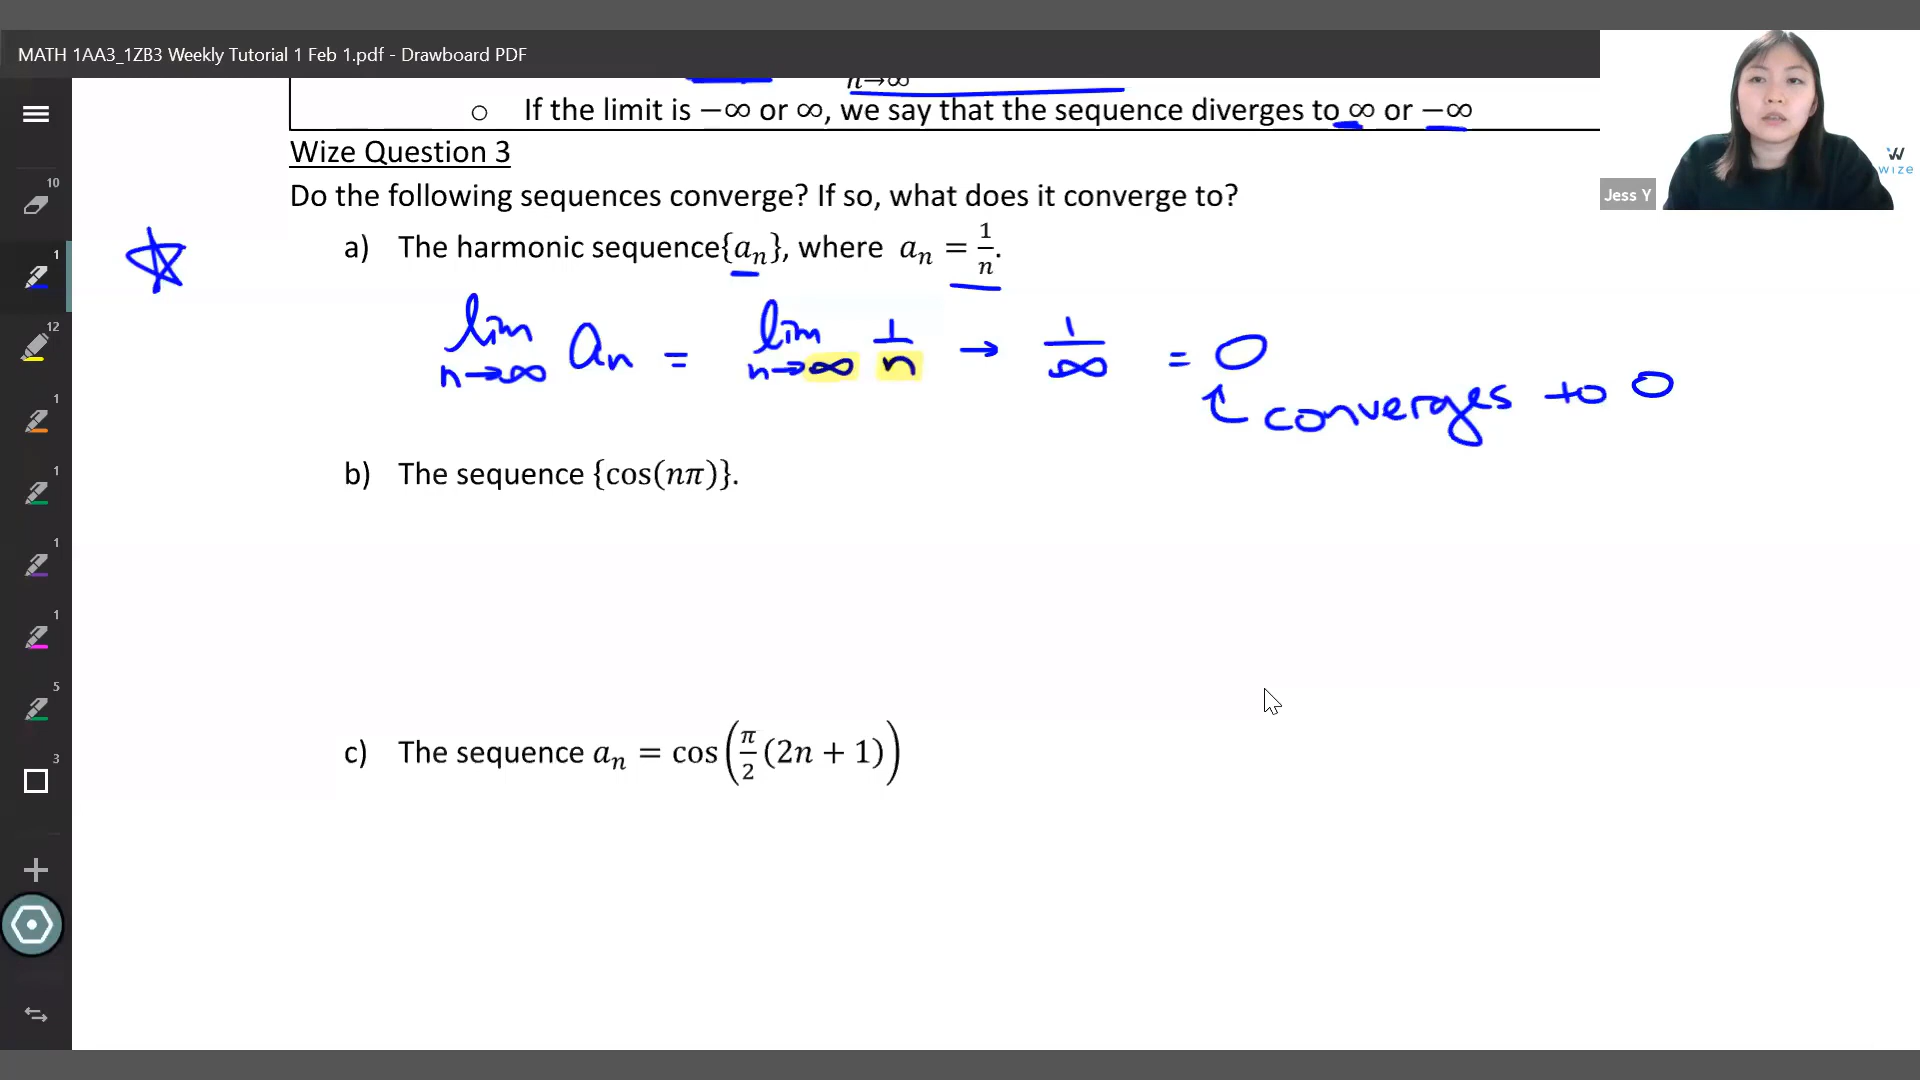 MATH 1AA3_1ZB3 Weekly Tutorial 1 Feb 1.pdf - Drawboard PDF
n→∞
o If the limit is −∞ or ∞, we say that the sequence diverges to ∞ or −∞
Wize Question 3
Do the following sequences converge? If so, what does it converge to?
a) The harmonic sequence{aₙ}, where aₙ = 1/n.
lim n→∞ aₙ = lim n→∞ 1/n → 1/∞ = 0
converges to 0
b) The sequence {cos(nπ)}.
c) The sequence aₙ = cos(π/2 (2n + 1))
Jess Y
W
wize
10
1
12
1
1
1
1
5
3